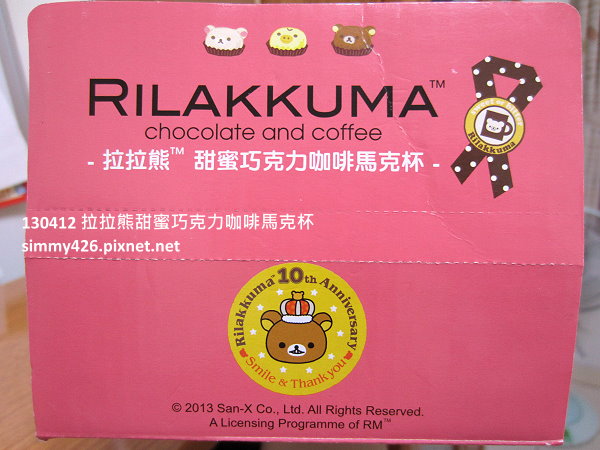 RILAKKUMA™
chocolate and coffee
- 拉拉熊™ 甜蜜巧克力咖啡馬克杯 -
Rilakkuma
130412 拉拉熊甜蜜巧克力咖啡馬克杯
simmy426.pixnet.net
Rilakkuma™ 10th Anniversary
Smile & Thank you
© 2013 San-X Co., Ltd. All Rights Reserved.
A Licensing Programme of RM™